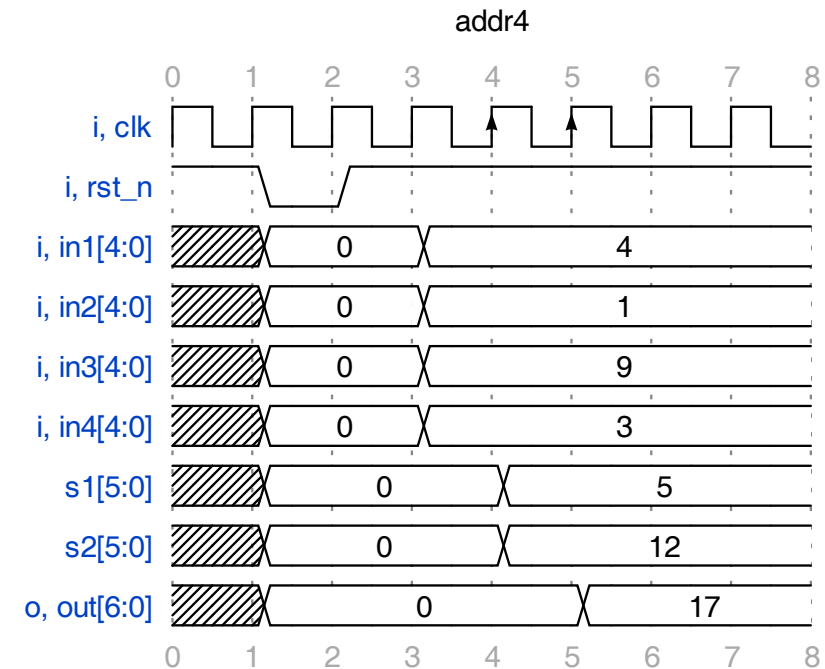 addr4
0 1 2 3 4 5 6 7 8
i, clk
i, rst_n
i, in1[4:0] 0 4
i, in2[4:0] 0 1
i, in3[4:0] 0 9
i, in4[4:0] 0 3
s1[5:0] 0 5
s2[5:0] 0 12
o, out[6:0] 0 17
0 1 2 3 4 5 6 7 8